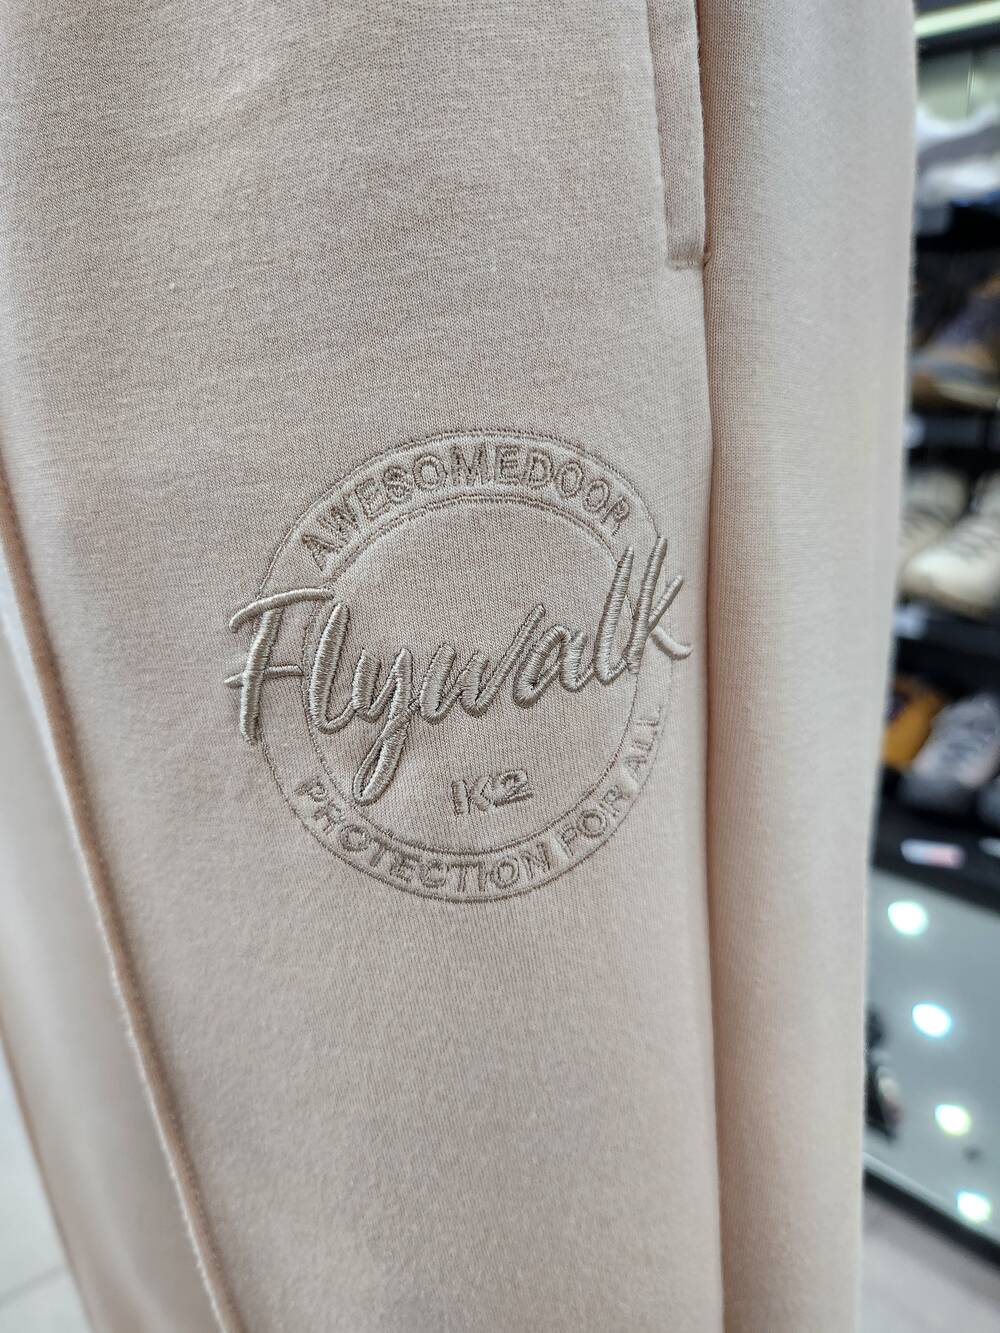 AWESOMEDOOR
Flywalk
K2
PROTECTION FOR ALL